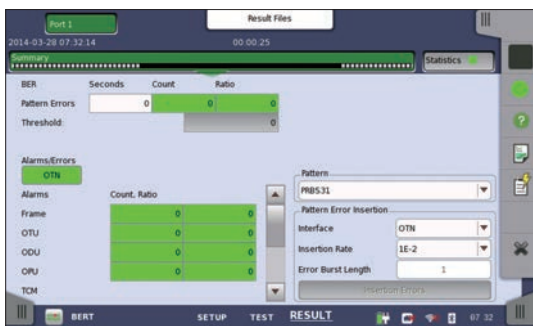 Port 1
Result Files
2014-03-28 07.32.14
00:00:25
Summary
Statistics
BER Seconds Count Ratio
Pattern Errors 0 0 0
Threshold: 0
Alarms/Errors
OTN
Alarms Count. Ratio
Frame 0 0
OTU 0 0
ODU 0 0
OPU 0 0
TCM
Pattern
PRBS31
Pattern Error Insertion
Interface OTN
Insertion Rate 1E-2
Error Burst Length 1
Insertion Errors
BERT SETUP TEST RESULT 07 32